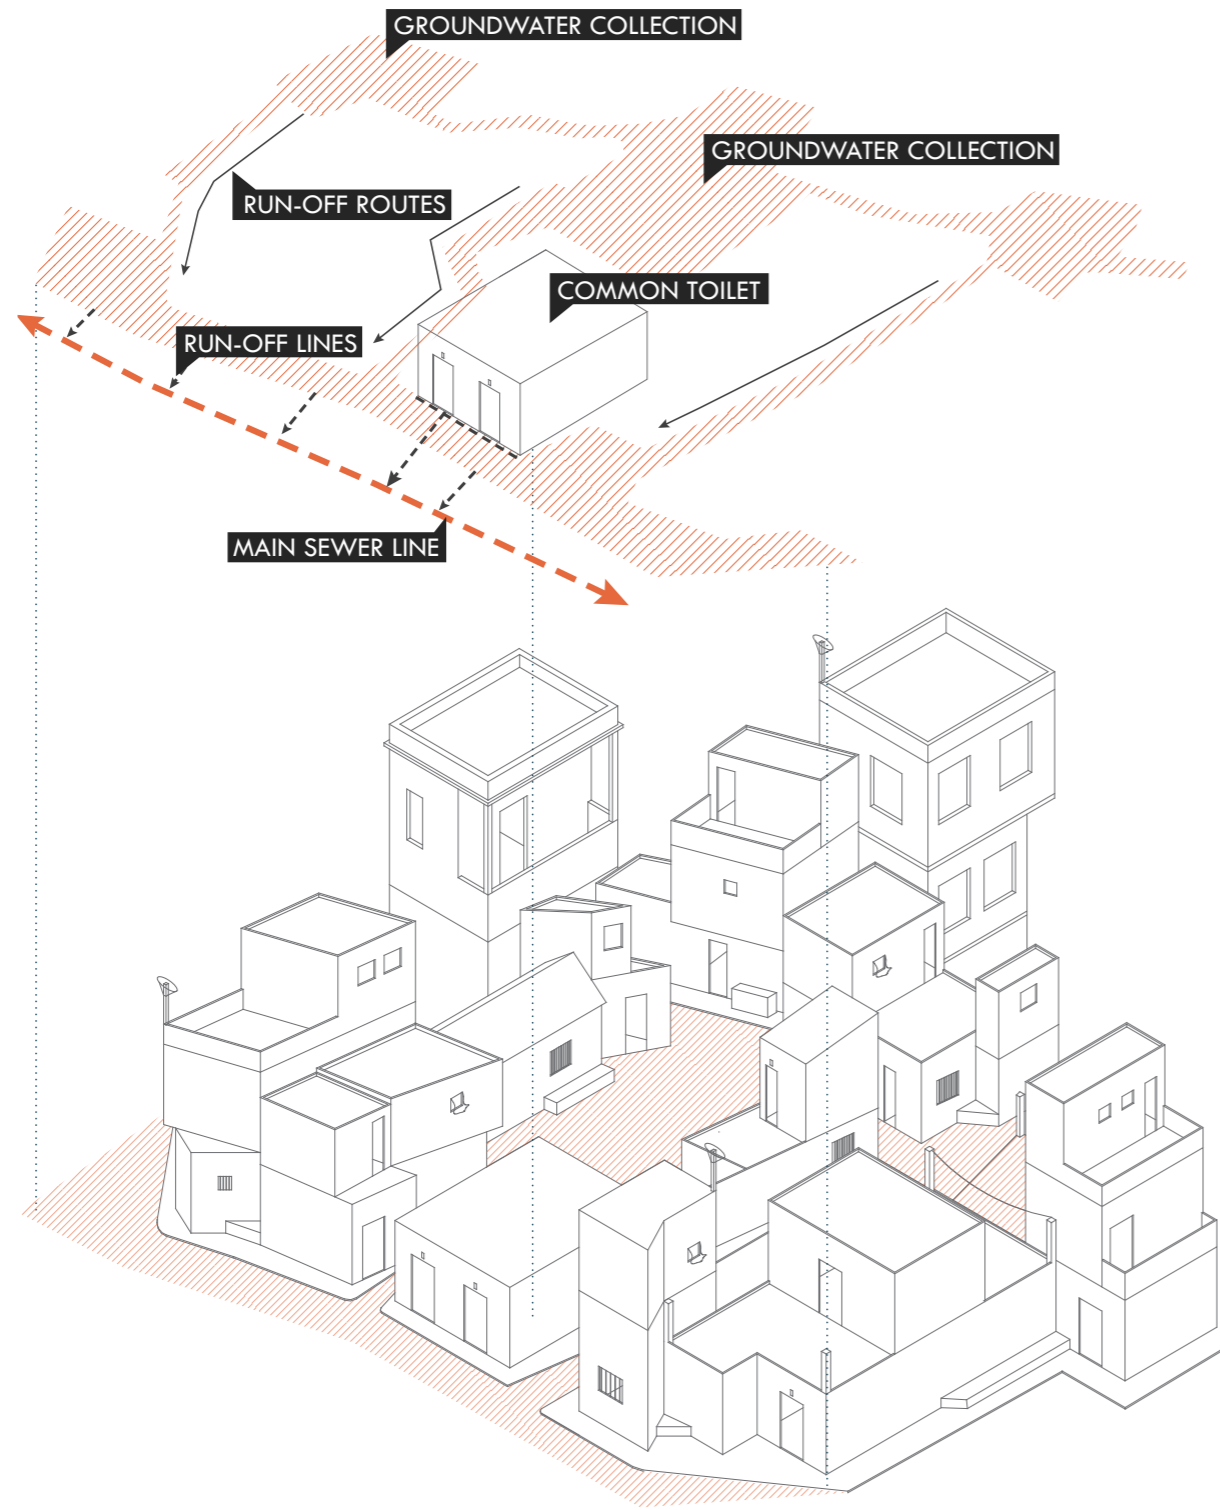 GROUNDWATER COLLECTION
GROUNDWATER COLLECTION
RUN-OFF ROUTES
COMMON TOILET
RUN-OFF LINES
MAIN SEWER LINE